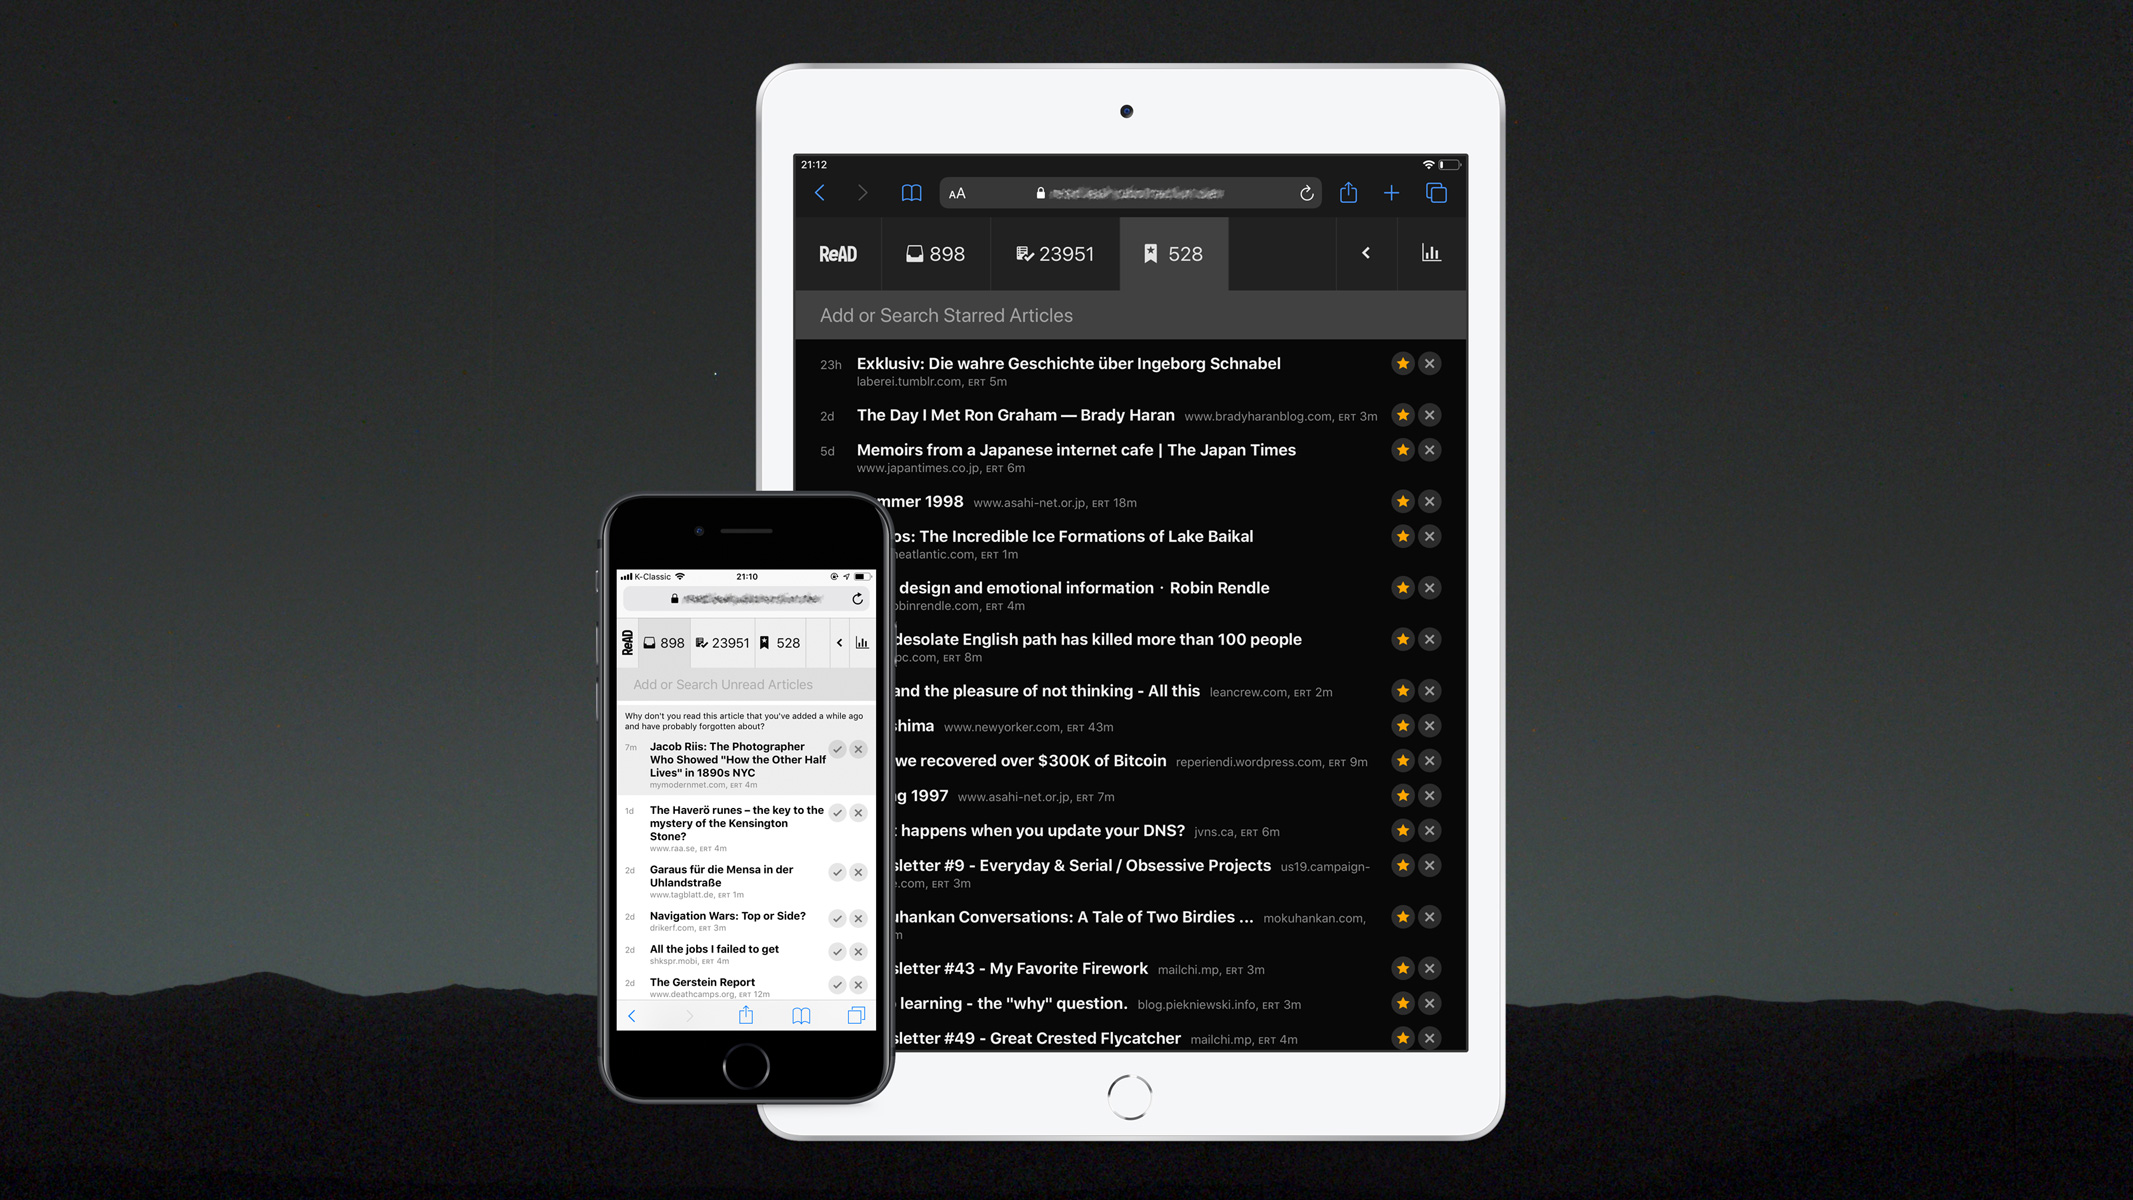 21:12
AA
ReAD 898 23951 528
Add or Search Starred Articles
23h Exklusiv: Die wahre Geschichte über Ingeborg Schnabel
laberei.tumblr.com, ERT 5m
2d The Day I Met Ron Graham — Brady Haran www.bradyharanblog.com, ERT 3m
5d Memoirs from a Japanese internet cafe | The Japan Times
www.japantimes.co.jp, ERT 6m
mmer 1998 www.asahi-net.or.jp, ERT 18m
os: The Incredible Ice Formations of Lake Baikal
heatlantic.com, ERT 1m
design and emotional information · Robin Rendle
obinrendle.com, ERT 4m
desolate English path has killed more than 100 people
pc.com, ERT 8m
and the pleasure of not thinking - All this leancrew.com, ERT 2m
shima www.newyorker.com, ERT 43m
we recovered over $300K of Bitcoin reperiendi.wordpress.com, ERT 9m
g 1997 www.asahi-net.or.jp, ERT 7m
t happens when you update your DNS? jvns.ca, ERT 6m
sletter #9 - Everyday & Serial / Obsessive Projects us19.campaign-
e.com, ERT 3m
uhankan Conversations: A Tale of Two Birdies ... mokuhankan.com,
m
sletter #43 - My Favorite Firework mailchi.mp, ERT 3m
learning - the "why" question. blog.piekniewski.info, ERT 3m
sletter #49 - Great Crested Flycatcher mailchi.mp, ERT 4m
K-Classic 21:10
ReAD 898 23951 528
Add or Search Unread Articles
Why don't you read this article that you've added a while ago
and have probably forgotten about?
7m Jacob Riis: The Photographer
Who Showed "How the Other Half
Lives" in 1890s NYC
mymodernmet.com, ERT 4m
1d The Haverö runes – the key to the
mystery of the Kensington
Stone?
www.raa.se, ERT 4m
2d Garaus für die Mensa in der
Uhlandstraße
www.tagblatt.de, ERT 1m
2d Navigation Wars: Top or Side?
drikerf.com, ERT 3m
2d All the jobs I failed to get
shkspr.mobi, ERT 4m
2d The Gerstein Report
www.deathcamps.org, ERT 12m